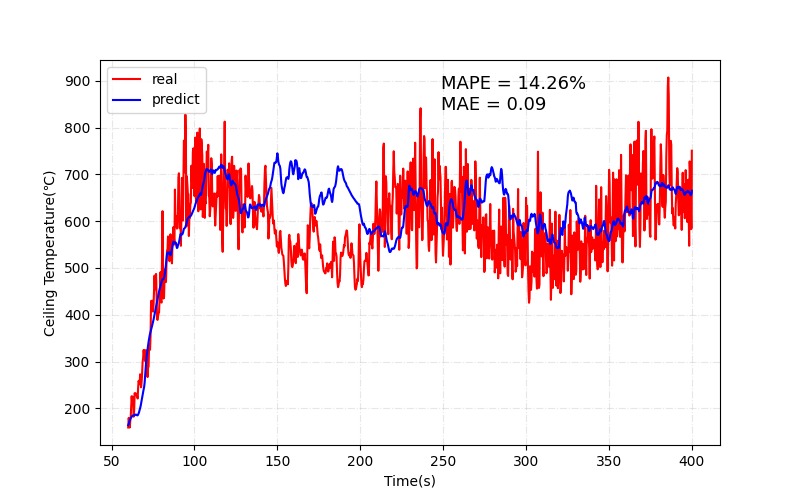 real
predict
MAPE = 14.26%
MAE = 0.09
Ceiling Temperature(℃)
900
800
700
600
500
400
300
200
50
100
150
200
250
300
350
400
Time(s)